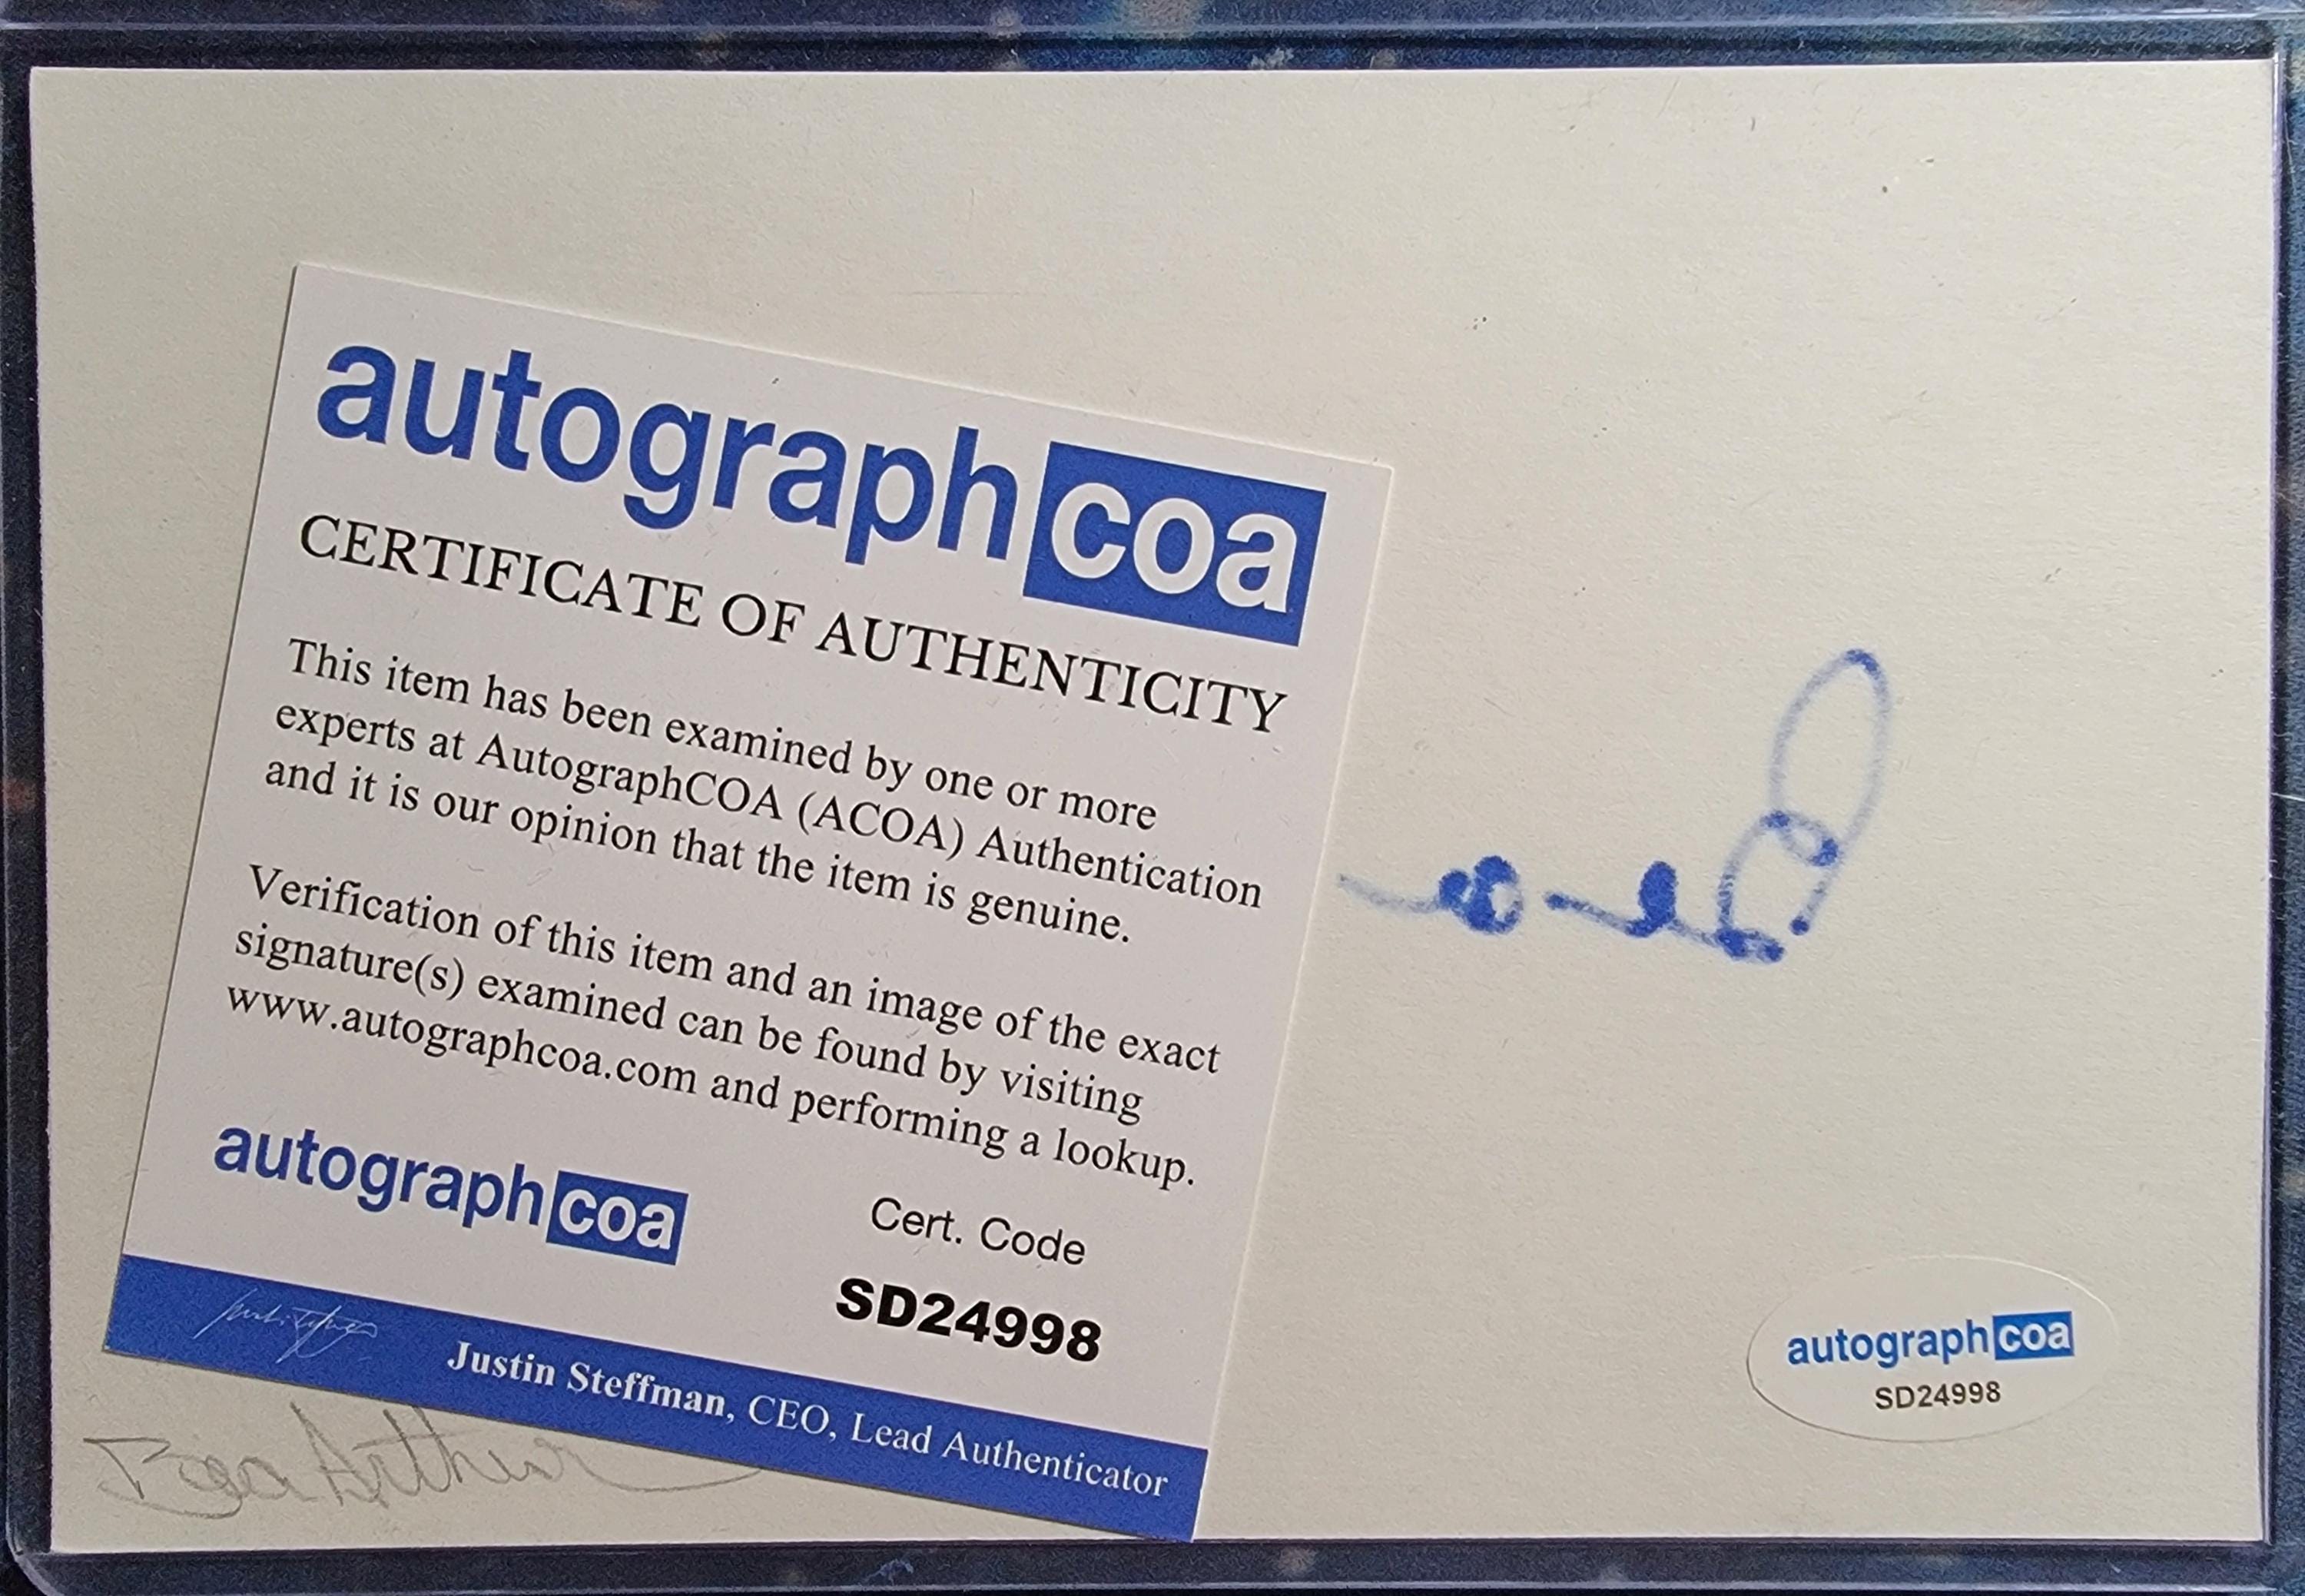 autographcoa
CERTIFICATE OF AUTHENTICITY
This item has been examined by one or more
experts at AutographCOA (ACOA) Authentication
and it is our opinion that the item is genuine.
Verification of this item and an image of the exact
signature(s) examined can be found by visiting
www.autographcoa.com and performing a lookup.
autographcoa
Cert. Code
SD24998
Justin Steffman, CEO, Lead Authenticator
Bea Arthur
autographcoa
SD24998